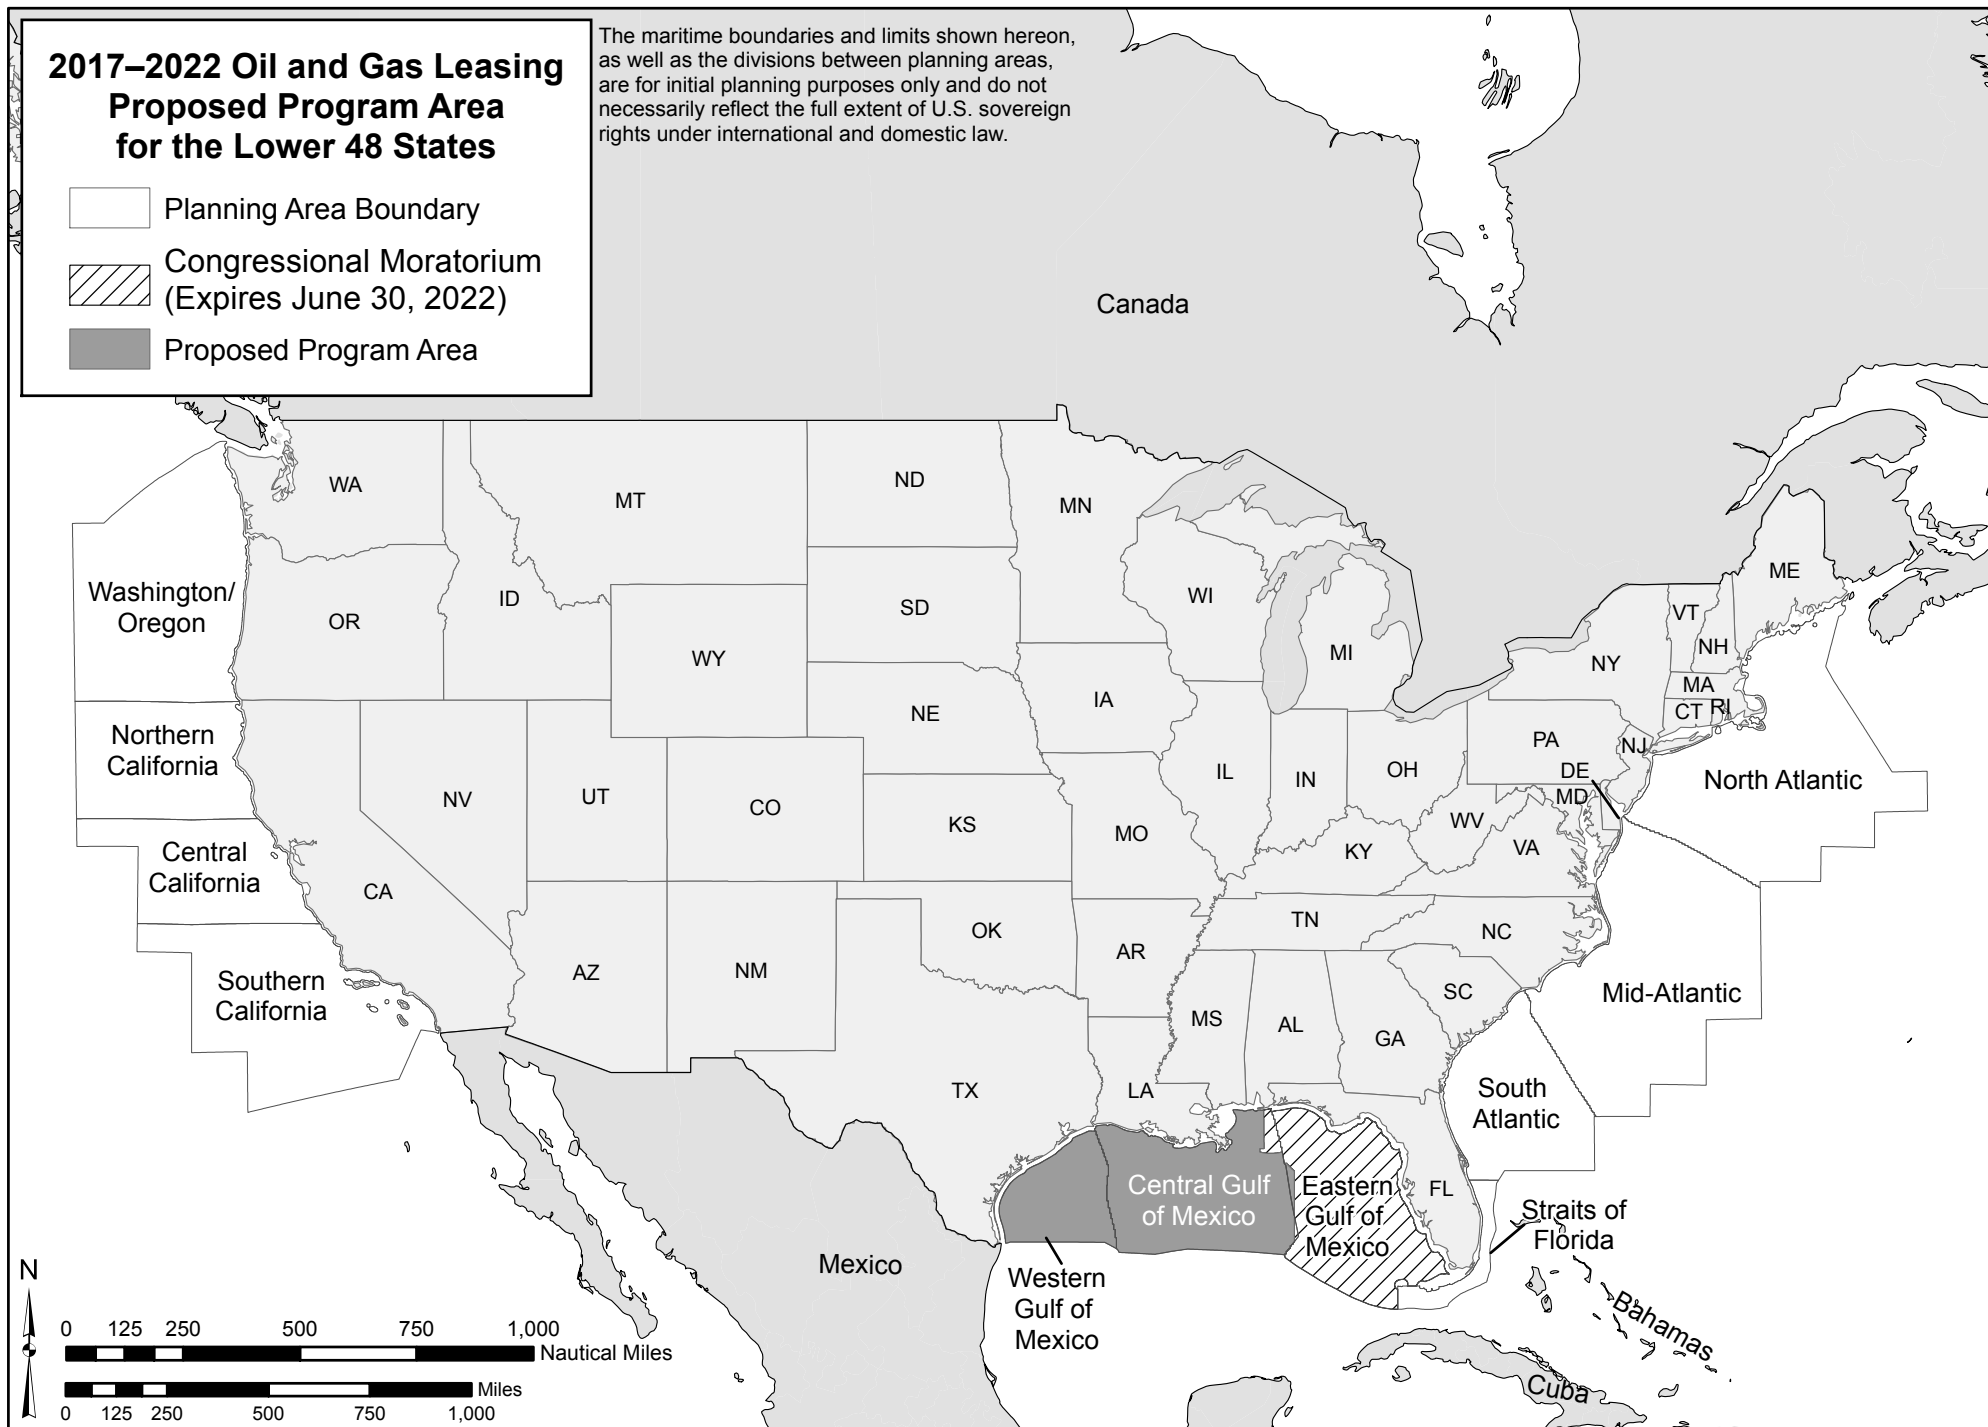 2017–2022 Oil and Gas Leasing
Proposed Program Area
for the Lower 48 States
Planning Area Boundary
Congressional Moratorium
(Expires June 30, 2022)
Proposed Program Area
The maritime boundaries and limits shown hereon,
as well as the divisions between planning areas,
are for initial planning purposes only and do not
necessarily reflect the full extent of U.S. sovereign
rights under international and domestic law.
Canada
WA
MT
ND
MN
ME
Washington/
Oregon
OR
ID
SD
WI
VT
NH
WY
MI
NY
MA
CT
RI
Northern
California
NE
IA
PA
NJ
NV
UT
CO
IL
IN
OH
DE
MD
North Atlantic
KS
MO
WV
VA
KY
Central
California
CA
OK
AR
TN
NC
AZ
NM
Southern
California
SC
Mid-Atlantic
MS
AL
GA
TX
LA
South
Atlantic
Central Gulf
of Mexico
Eastern
Gulf of
Mexico
FL
Straits of
Florida
Mexico
Western
Gulf of
Mexico
Bahamas
Cuba
N
0 125 250 500 750 1,000
Nautical Miles
Miles
0 125 250 500 750 1,000